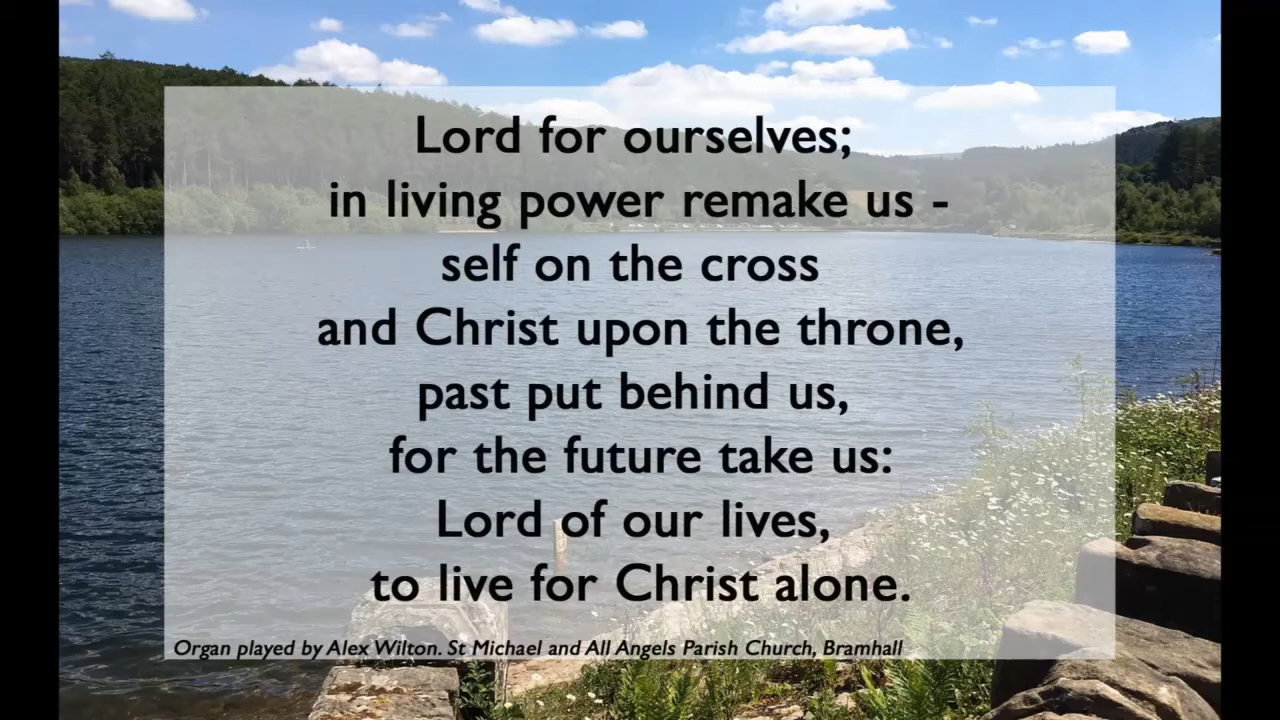 Lord for ourselves;
in living power remake us -
self on the cross
and Christ upon the throne,
past put behind us,
for the future take us:
Lord of our lives,
to live for Christ alone.
Organ played by Alex Wilton. St Michael and All Angels Parish Church, Bramhall